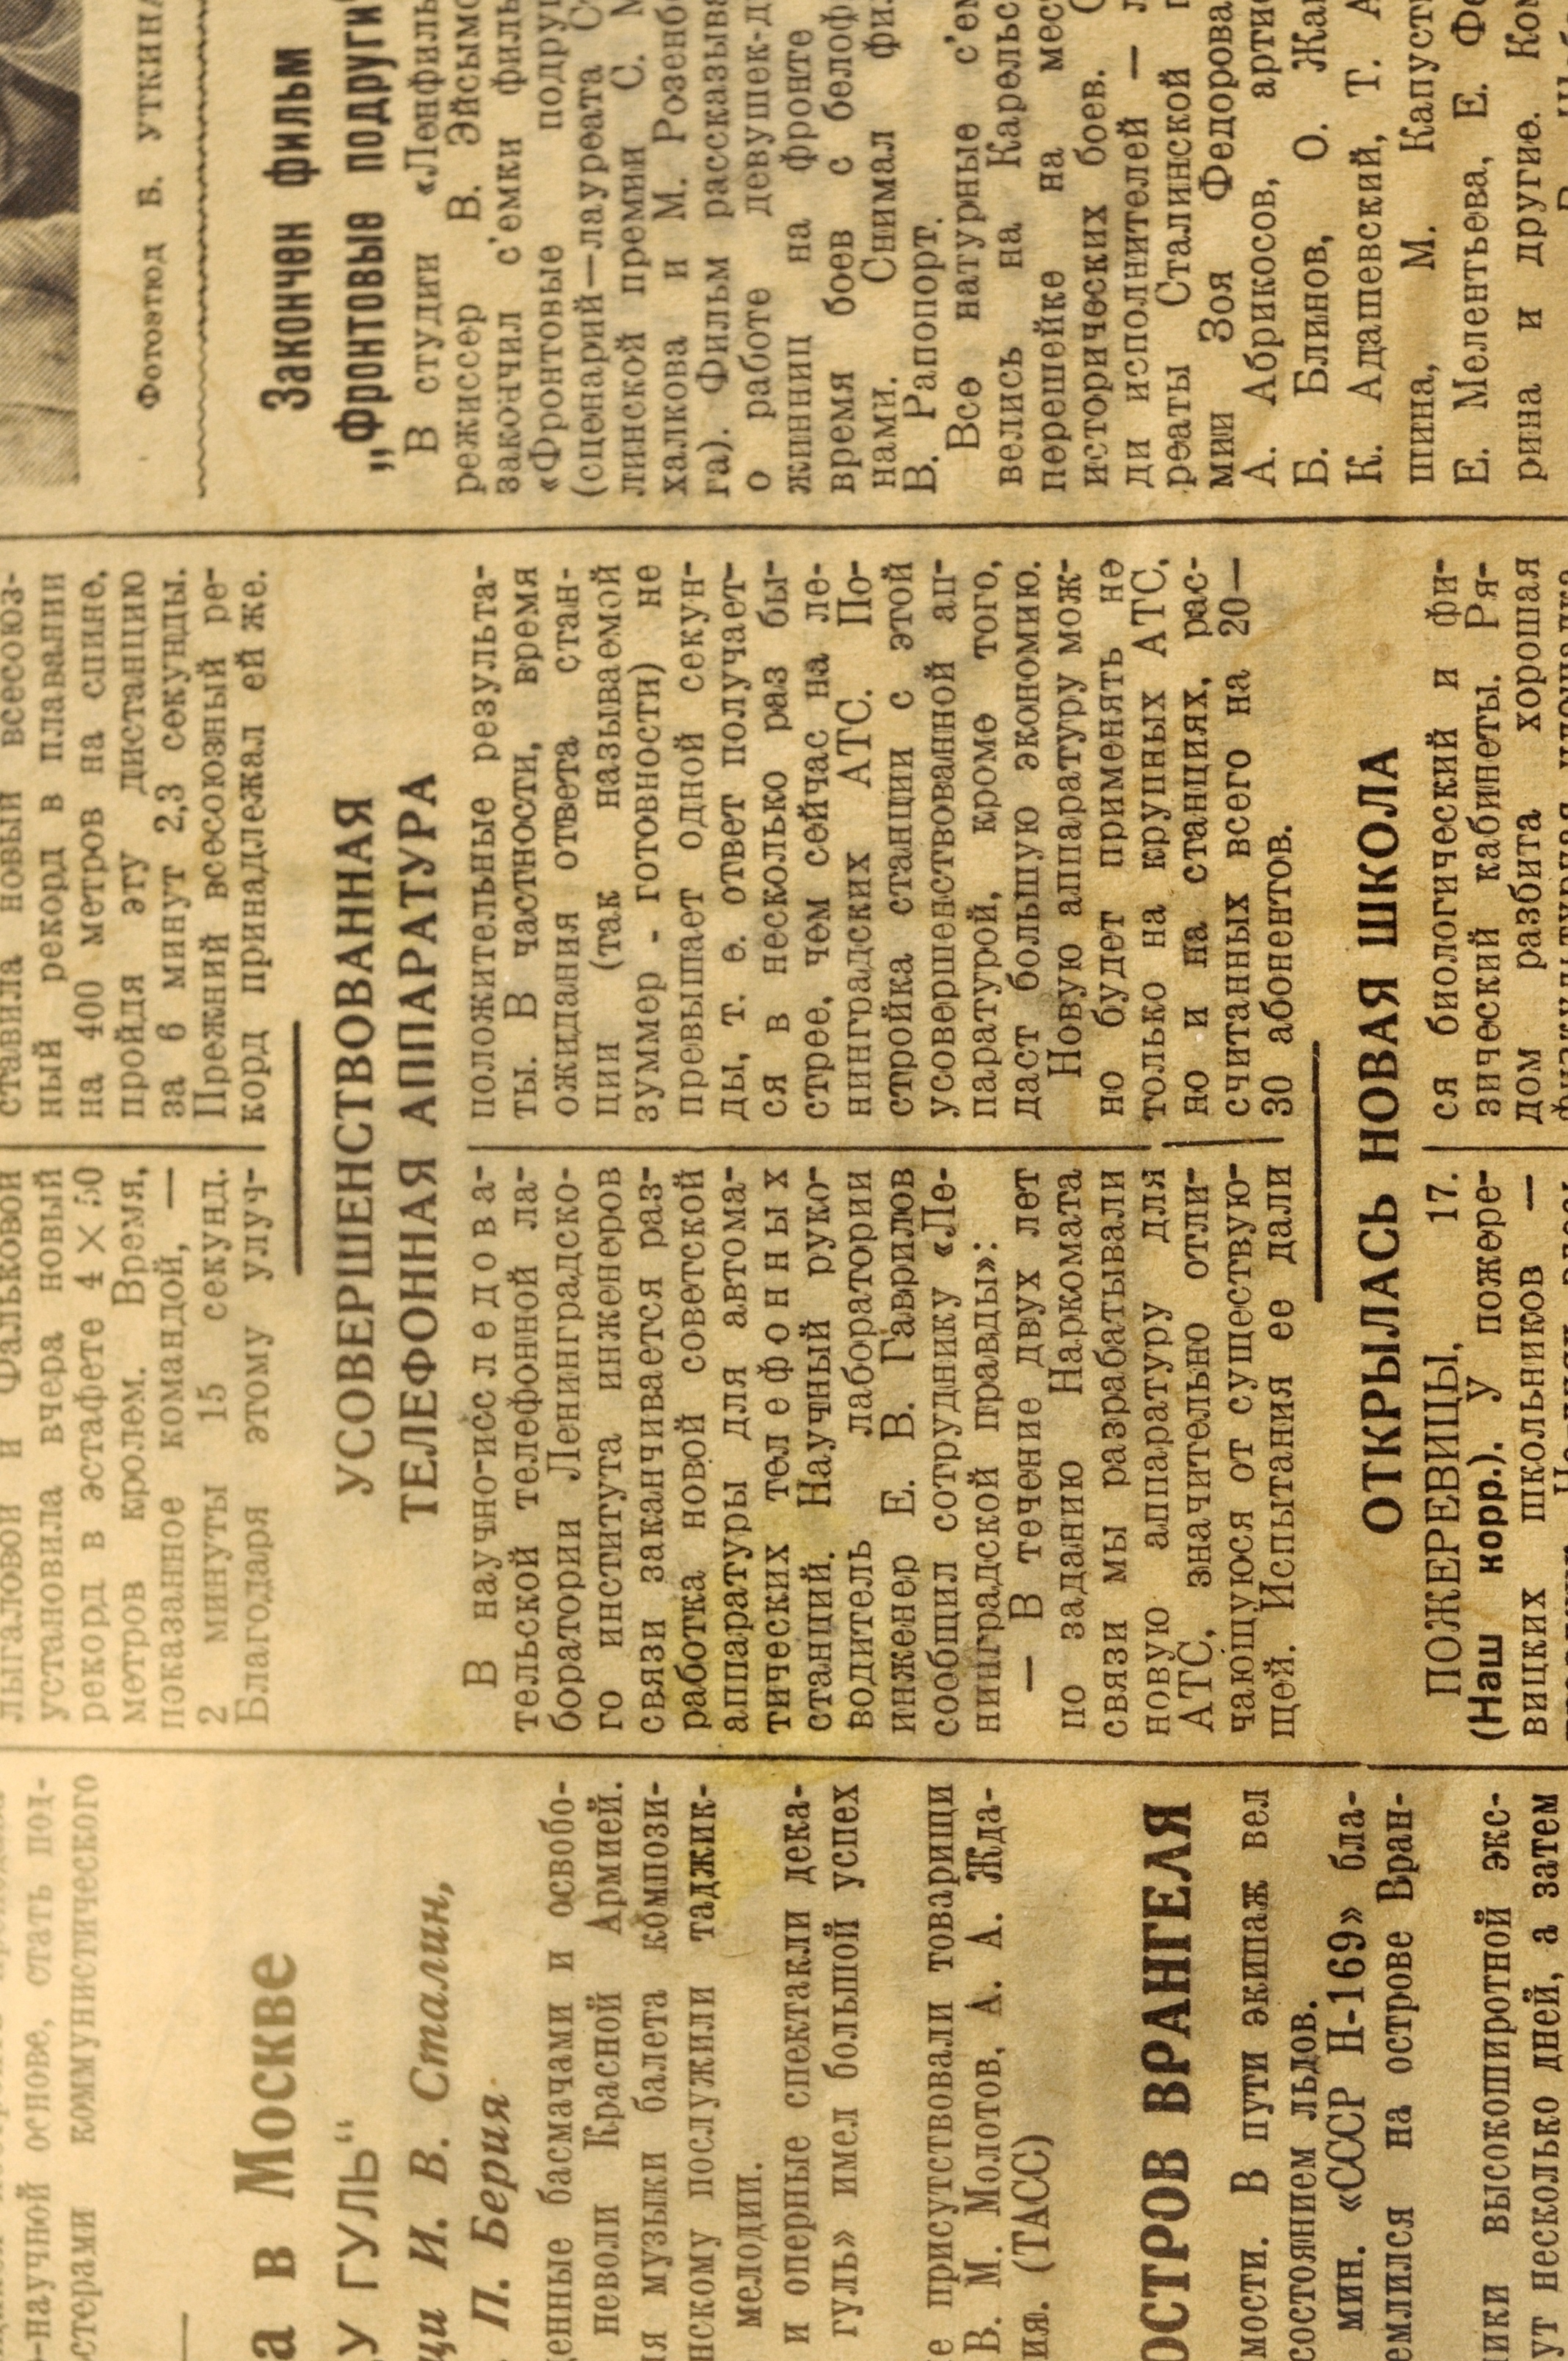 -научной основе, стать под-
стерами коммунистического
а в Москве
У ГУЛЬ“
И. В. Сталин,
П. Берия
енные басмачами и освобо-
неволи Красной Армией.
я музыки балета компози-
нскому послужили таджик-
мелодии.
и оперные спектакли дека-
гуль» имел большой успех
е присутствовали товарищи
В. М. Молотов, А. А. Жда-
ия. (ТАСС)
ОСТРОВ ВРАНГЕЛЯ
мости. В пути экипаж вел
состоянием льдов.
мин. «СССР Н-169» бла-
емлился на острове Вран-
ики высокоширотной экс-
ут несколько дней, а затем
лыгаловой и Фальковой
установила вчера новый
рекорд в эстафете 4 × 50
метров кролем. Время,
показанное командой, —
2 минуты 15 секунд.
Благодаря этому улуч-
ставила новый всесоюз-
ный рекорд в плавании
на 400 метров на спине,
пройдя эту дистанцию
за 6 минут 2,3 секунды.
Прежний всесоюзный ре-
корд принадлежал ей же.
УСОВЕРШЕНСТВОВАННАЯ
ТЕЛЕФОННАЯ АППАРАТУРА
В научно-исследова-
тельской телефонной ла-
боратории Ленинградско-
го института инженеров
связи заканчивается раз-
работка новой советской
аппаратуры для автома-
тических телефонных
станций. Научный руко-
водитель лаборатории
инженер Е. В. Гаврилов
сообщил сотруднику «Ле-
нинградской правды»:
— В течение двух лет
по заданию Наркомата
связи мы разрабатывали
новую аппаратуру для
АТС, значительно отли-
чающуюся от существую-
щей. Испытания ее дали
положительные результа-
ты. В частности, время
ожидания ответа стан-
ции (так называемой
зуммер - готовности) не
превышает одной секун-
ды, т. е. ответ получает-
ся в несколько раз бы-
стрее, чем сейчас на ле-
нинградских АТС. По-
стройка станции с этой
усовершенствованной ап-
паратурой, кроме того,
даст большую экономию.
Новую аппаратуру мож-
но будет применять не
только на крупных АТС,
но и на станциях, рас-
считанных всего на 20—
30 абонентов.
ОТКРЫЛАСЬ НОВАЯ ШКОЛА
ПОЖЕРЕВИЦЫ, 17.
(Наш корр.). У пожере-
вицких школьников —
ся биологический и фи-
зический кабинеты. Ря-
дом разбита хорошая
Фотоэтюд В. УТКИНА
Закончен фильм
„Фронтовые подруги“
В студии «Ленфиль
режиссер В. Эйсымо
закончил с'емки филь
«Фронтовые подруг
(сценарий—лауреата С
линской премии С. М
халкова и М. Розенбе
га). Фильм рассказыва
о работе девушек-д
жинниц на фронте
время боев с белоф
нами. Снимал фи
В. Рапопорт.
Все натурные с'ем
велись на Карельс
перешейке на мес
исторических боев. С
ди исполнителей — л
реаты Сталинской п
мии Зоя Федорова
А. Абрикосов, арти
Б. Блинов, О. Жа
К. Адашевский, Т. А
шина, М. Капуст
Е. Мелентьева, Е. Фе
рина и другие. Ком